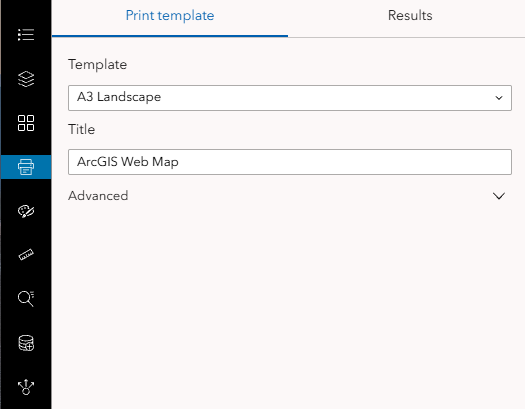 Print template
Results
Template
A3 Landscape
Title
ArcGIS Web Map
Advanced